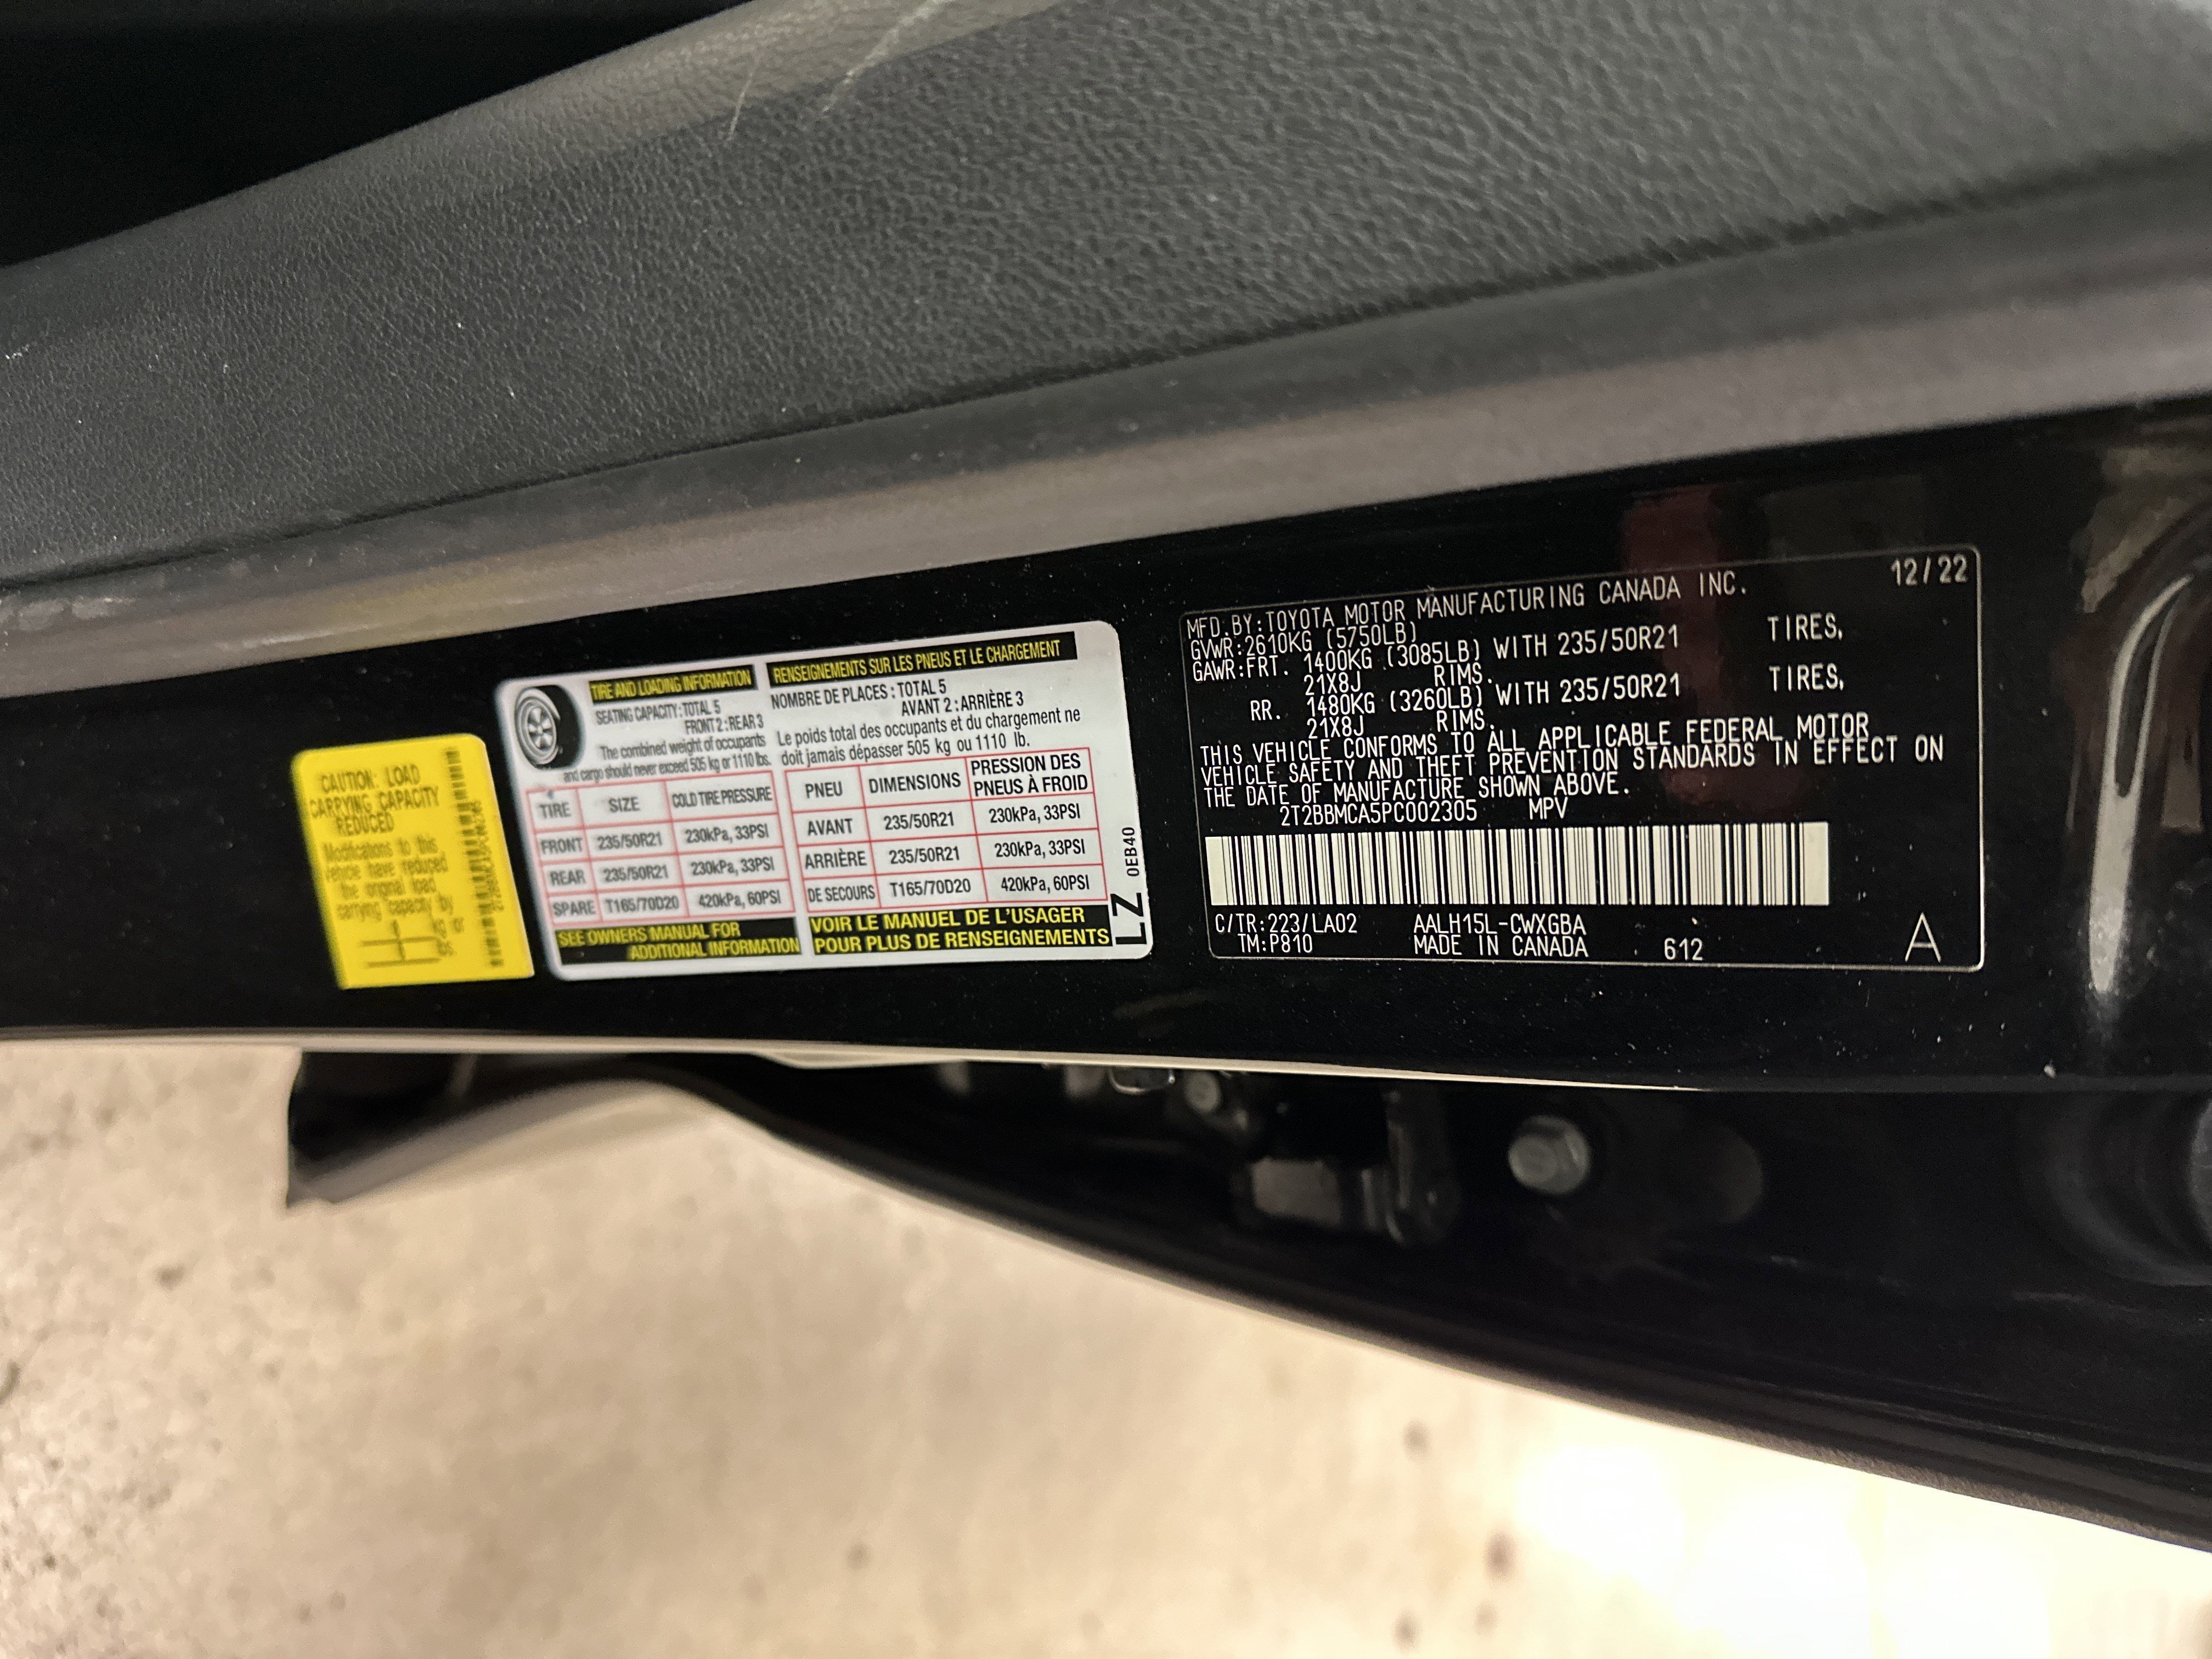 CAUTION: LOAD
CARRYING CAPACITY
REDUCED
Modifications to this
vehicle have reduced
the original load
carrying capacity by
kg or
TIRE AND LOADING INFORMATION
SEATING CAPACITY: TOTAL 5
FRONT 2: REAR 3
The combined weight of occupants
and cargo should never exceed 505 kg or 1110 lbs.
TIRE SIZE COLD TIRE PRESSURE
FRONT 235/50R21 230kPa, 33PSI
REAR 235/50R21 230kPa, 33PSI
SPARE T165/70D20 420kPa, 60PSI
SEE OWNERS MANUAL FOR
ADDITIONAL INFORMATION
RENSEIGNEMENTS SUR LES PNEUS ET LE CHARGEMENT
NOMBRE DE PLACES : TOTAL 5
AVANT 2 : ARRIÈRE 3
Le poids total des occupants et du chargement ne
doit jamais dépasser 505 kg ou 1110 lb.
PNEU DIMENSIONS PRESSION DES
PNEUS À FROID
AVANT 235/50R21 230kPa, 33PSI
ARRIÈRE 235/50R21 230kPa, 33PSI
DE SECOURS T165/70D20 420kPa, 60PSI
VOIR LE MANUEL DE L'USAGER
POUR PLUS DE RENSEIGNEMENTS
LZ 0EB40
MFD.BY:TOYOTA MOTOR MANUFACTURING CANADA INC. 12/22
GVWR:2610KG (5750LB)
GAWR:FRT. 1400KG (3085LB) WITH 235/50R21 TIRES,
21X8J RIMS.
RR. 1480KG (3260LB) WITH 235/50R21 TIRES,
21X8J RIMS.
THIS VEHICLE CONFORMS TO ALL APPLICABLE FEDERAL MOTOR
VEHICLE SAFETY AND THEFT PREVENTION STANDARDS IN EFFECT ON
THE DATE OF MANUFACTURE SHOWN ABOVE.
2T2BBMCA5PC002305 MPV
C/TR:223/LA02 AALH15L-CWXGBA
TM:P810 MADE IN CANADA 612 A